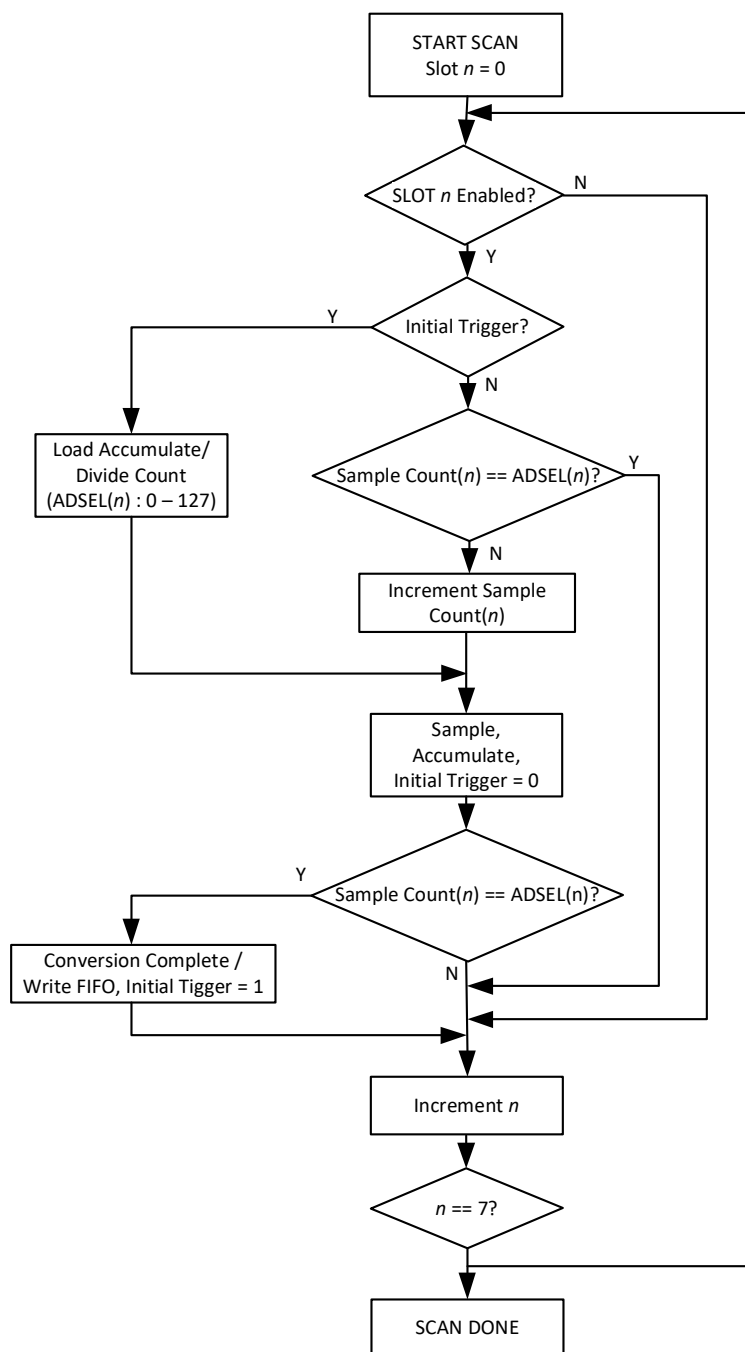 START SCAN
Slot n = 0
SLOT n Enabled?
N
Y
Initial Trigger?
Y
N
Load Accumulate/
Divide Count
(ADSEL(n) : 0 – 127)
Sample Count(n) == ADSEL(n)?
Y
N
Increment Sample
Count(n)
Sample,
Accumulate,
Initial Trigger = 0
Sample Count(n) == ADSEL(n)?
Y
N
Conversion Complete /
Write FIFO, Initial Tigger = 1
Increment n
n == 7?
SCAN DONE